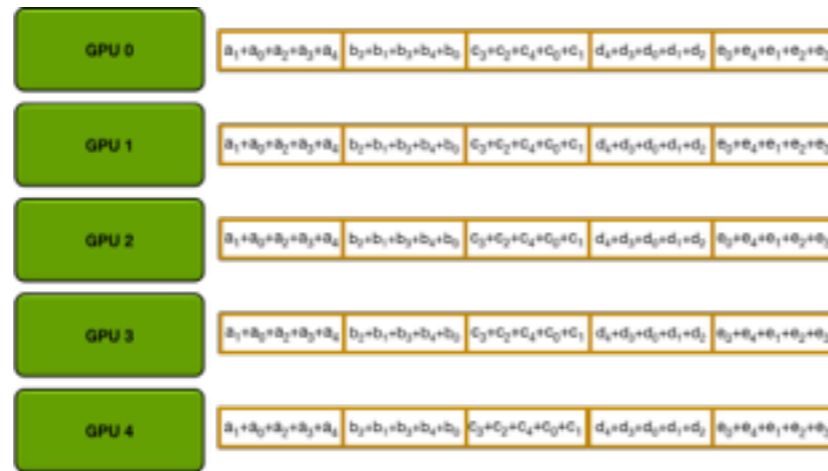 GPU 0 a₁+a₀+a₂+a₃+a₄ b₂+b₁+b₃+b₄+b₀ c₃+c₂+c₄+c₀+c₁ d₄+d₃+d₀+d₁+d₂ e₀+e₄+e₁+e₂+e₃
GPU 1 a₁+a₀+a₂+a₃+a₄ b₂+b₁+b₃+b₄+b₀ c₃+c₂+c₄+c₀+c₁ d₄+d₃+d₀+d₁+d₂ e₀+e₄+e₁+e₂+e₃
GPU 2 a₁+a₀+a₂+a₃+a₄ b₂+b₁+b₃+b₄+b₀ c₃+c₂+c₄+c₀+c₁ d₄+d₃+d₀+d₁+d₂ e₀+e₄+e₁+e₂+e₃
GPU 3 a₁+a₀+a₂+a₃+a₄ b₂+b₁+b₃+b₄+b₀ c₃+c₂+c₄+c₀+c₁ d₄+d₃+d₀+d₁+d₂ e₀+e₄+e₁+e₂+e₃
GPU 4 a₁+a₀+a₂+a₃+a₄ b₂+b₁+b₃+b₄+b₀ c₃+c₂+c₄+c₀+c₁ d₄+d₃+d₀+d₁+d₂ e₀+e₄+e₁+e₂+e₃